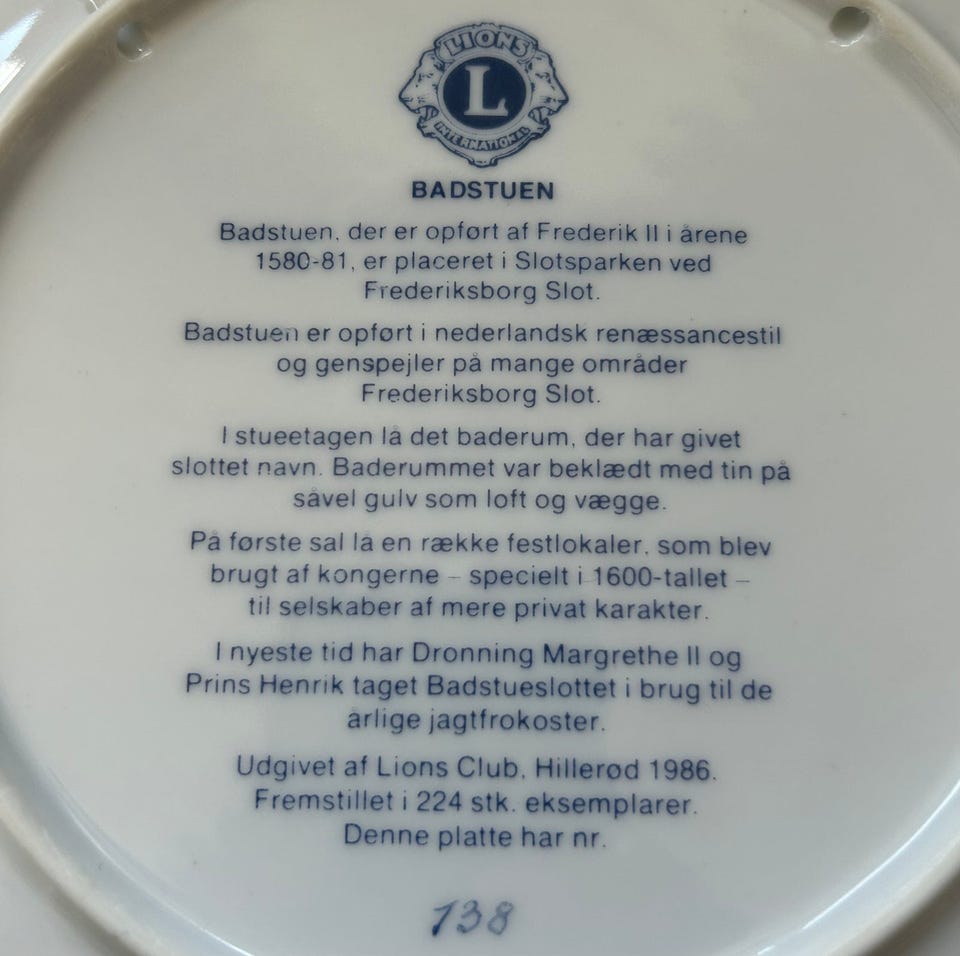 LIONS
L
INTERNATIONAL
BADSTUEN
Badstuen, der er opført af Frederik II i årene
1580-81, er placeret i Slotsparken ved
Frederiksborg Slot.
Badstuen er opført i nederlandsk renæssancestil
og genspejler på mange områder
Frederiksborg Slot.
I stueetagen lå det baderum, der har givet
slottet navn. Baderummet var beklædt med tin på
såvel gulv som loft og vægge.
På første sal lå en række festlokaler, som blev
brugt af kongerne – specielt i 1600-tallet –
til selskaber af mere privat karakter.
I nyeste tid har Dronning Margrethe II og
Prins Henrik taget Badstueslottet i brug til de
årlige jagtfrokoster.
Udgivet af Lions Club, Hillerød 1986.
Fremstillet i 224 stk. eksemplarer.
Denne platte har nr.
138